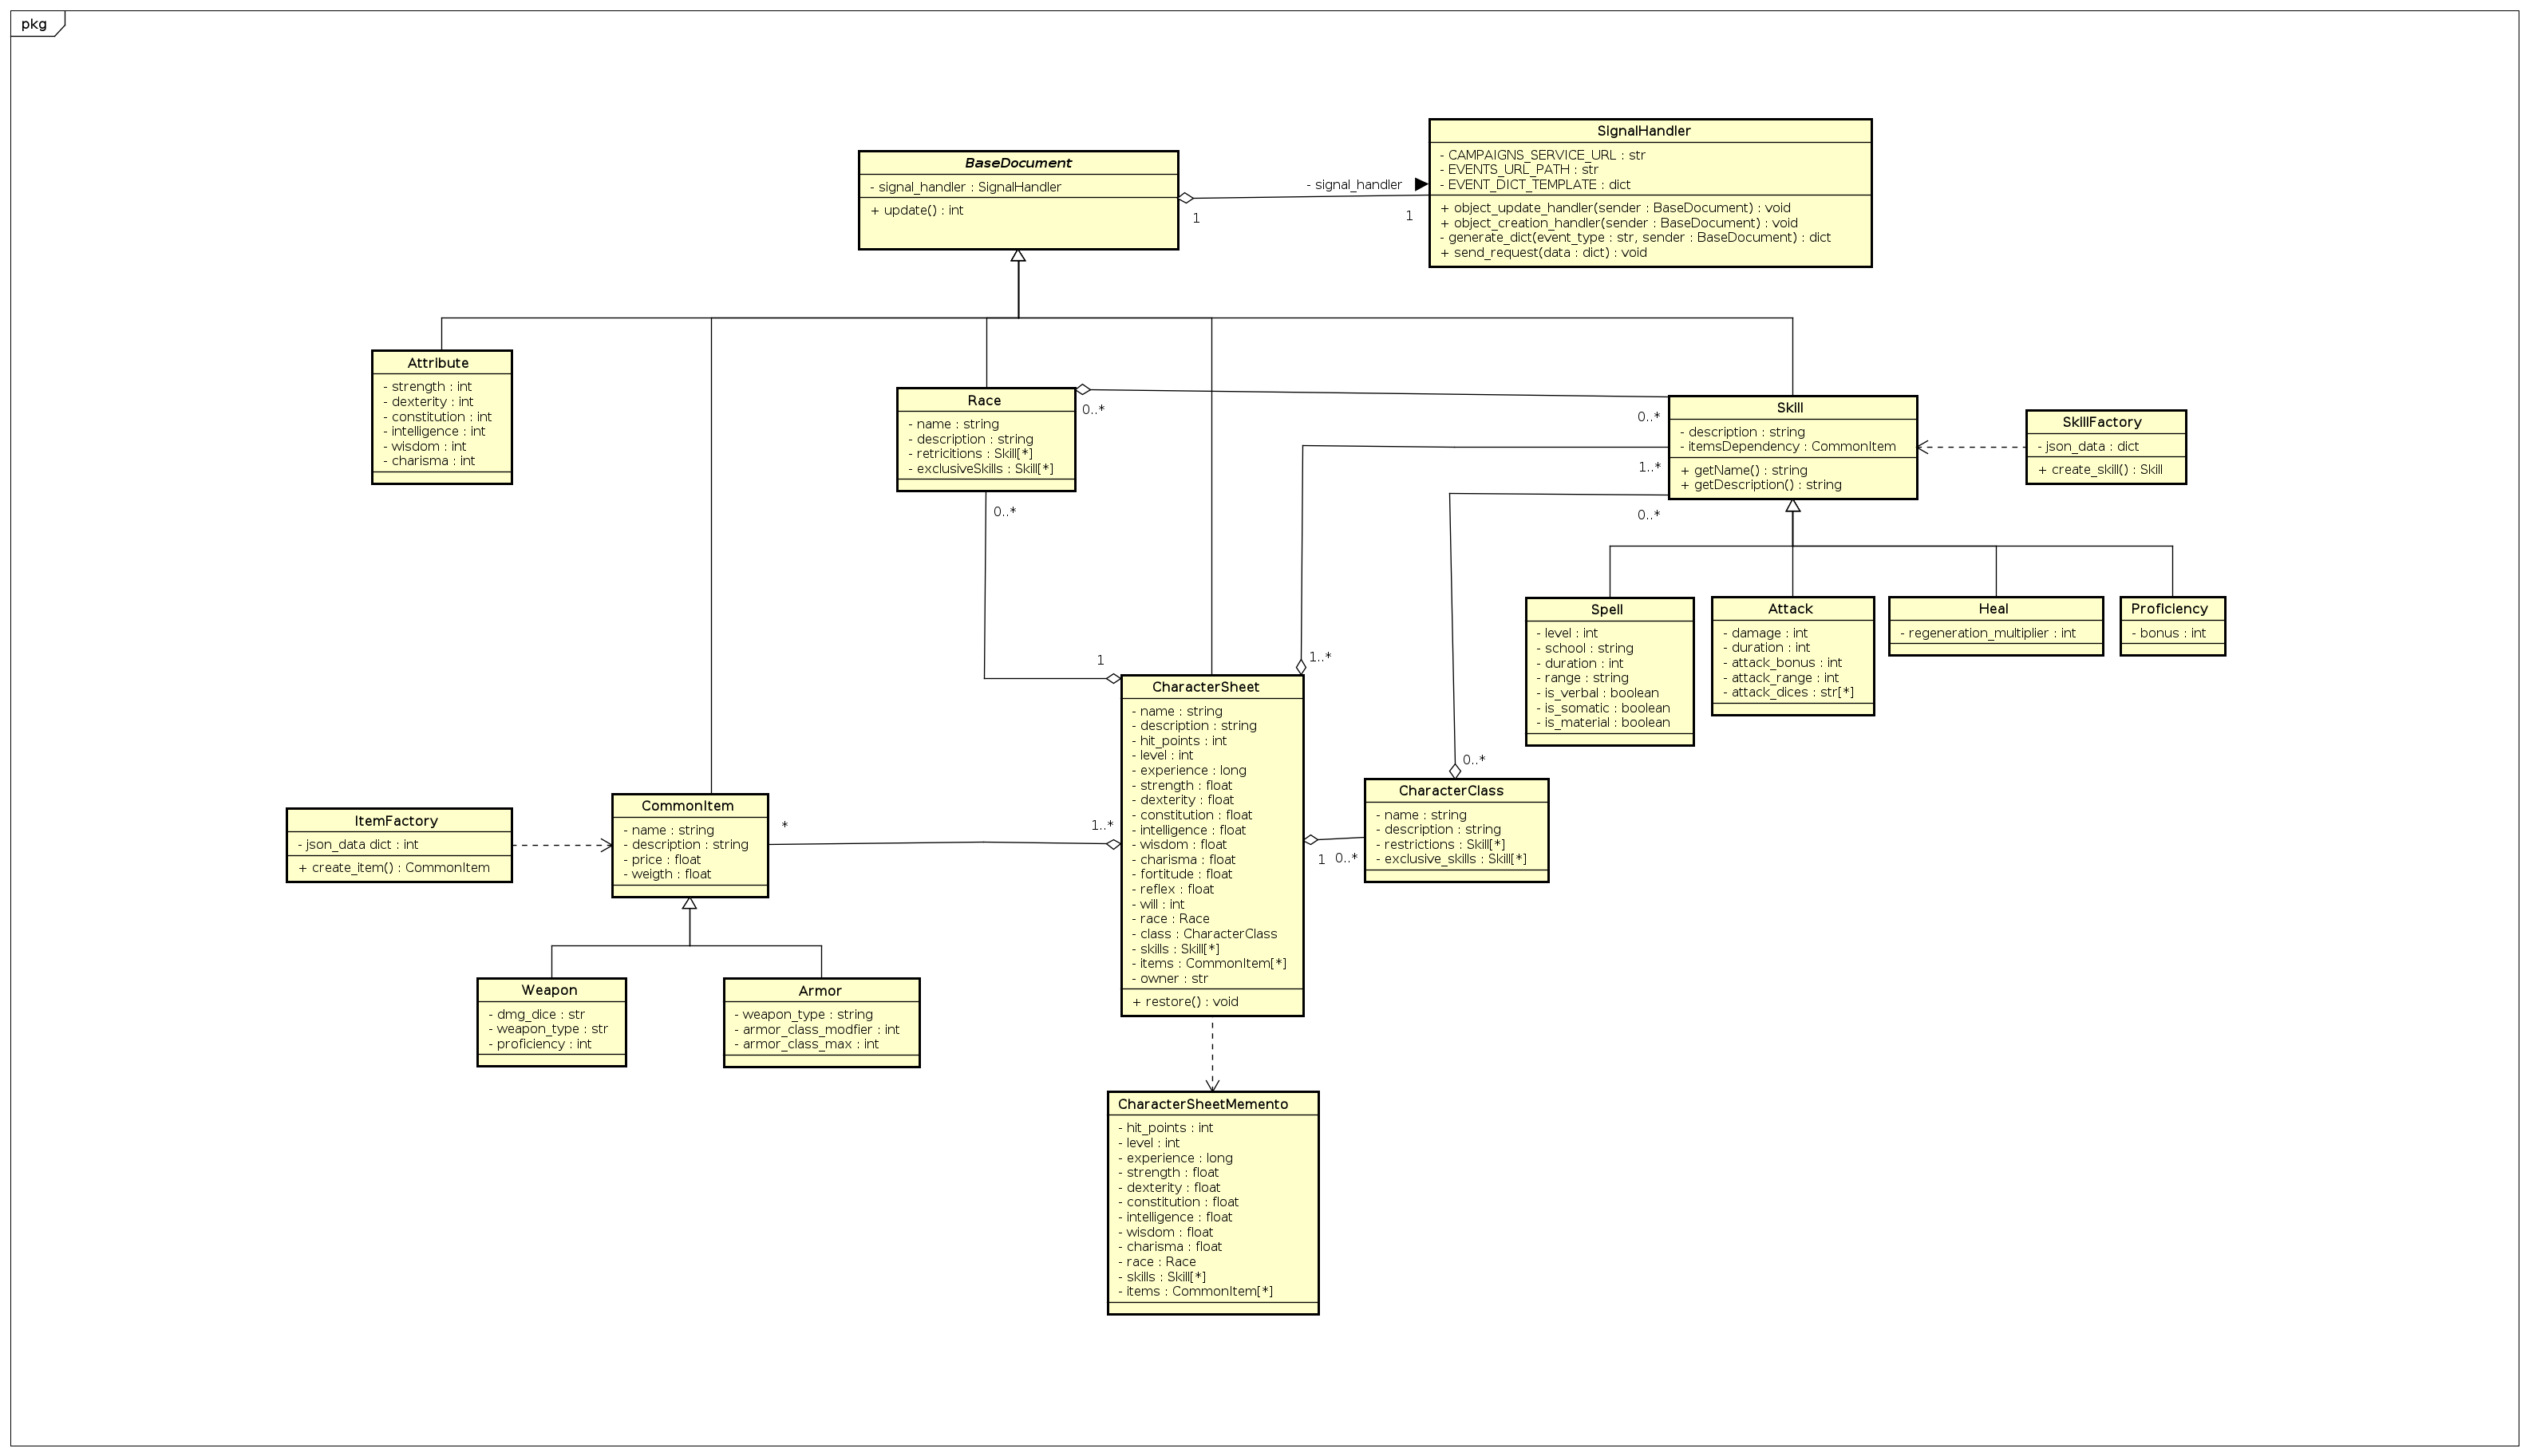 pkg
BaseDocument
- signal_handler : SignalHandler
+ update() : int
- signal_handler
1
1
SignalHandler
- CAMPAIGNS_SERVICE_URL : str
- EVENTS_URL_PATH : str
- EVENT_DICT_TEMPLATE : dict
+ object_update_handler(sender : BaseDocument) : void
+ object_creation_handler(sender : BaseDocument) : void
- generate_dict(event_type : str, sender : BaseDocument) : dict
+ send_request(data : dict) : void
Attribute
- strength : int
- dexterity : int
- constitution : int
- intelligence : int
- wisdom : int
- charisma : int
Race
- name : string
- description : string
- retricitions : Skill[*]
- exclusiveSkills : Skill[*]
0..*
0..*
0..*
Skill
- description : string
- itemsDependency : CommonItem
+ getName() : string
+ getDescription() : string
1..*
0..*
SkillFactory
- json_data : dict
+ create_skill() : Skill
Spell
- level : int
- school : string
- duration : int
- range : string
- is_verbal : boolean
- is_somatic : boolean
- is_material : boolean
Attack
- damage : int
- duration : int
- attack_bonus : int
- attack_range : int
- attack_dices : str[*]
Heal
- regeneration_multiplier : int
Proficiency
- bonus : int
1
1..*
CharacterSheet
- name : string
- description : string
- hit_points : int
- level : int
- experience : long
- strength : float
- dexterity : float
- constitution : float
- intelligence : float
- wisdom : float
- charisma : float
- fortitude : float
- reflex : float
- will : int
- race : Race
- class : CharacterClass
- skills : Skill[*]
- items : CommonItem[*]
- owner : str
+ restore() : void
0..*
CharacterClass
- name : string
- description : string
- restrictions : Skill[*]
- exclusive_skills : Skill[*]
1
0..*
ItemFactory
- json_data dict : int
+ create_item() : CommonItem
CommonItem
- name : string
- description : string
- price : float
- weigth : float
*
1..*
Weapon
- dmg_dice : str
- weapon_type : str
- proficiency : int
Armor
- weapon_type : string
- armor_class_modfier : int
- armor_class_max : int
CharacterSheetMemento
- hit_points : int
- level : int
- experience : long
- strength : float
- dexterity : float
- constitution : float
- intelligence : float
- wisdom : float
- charisma : float
- race : Race
- skills : Skill[*]
- items : CommonItem[*]